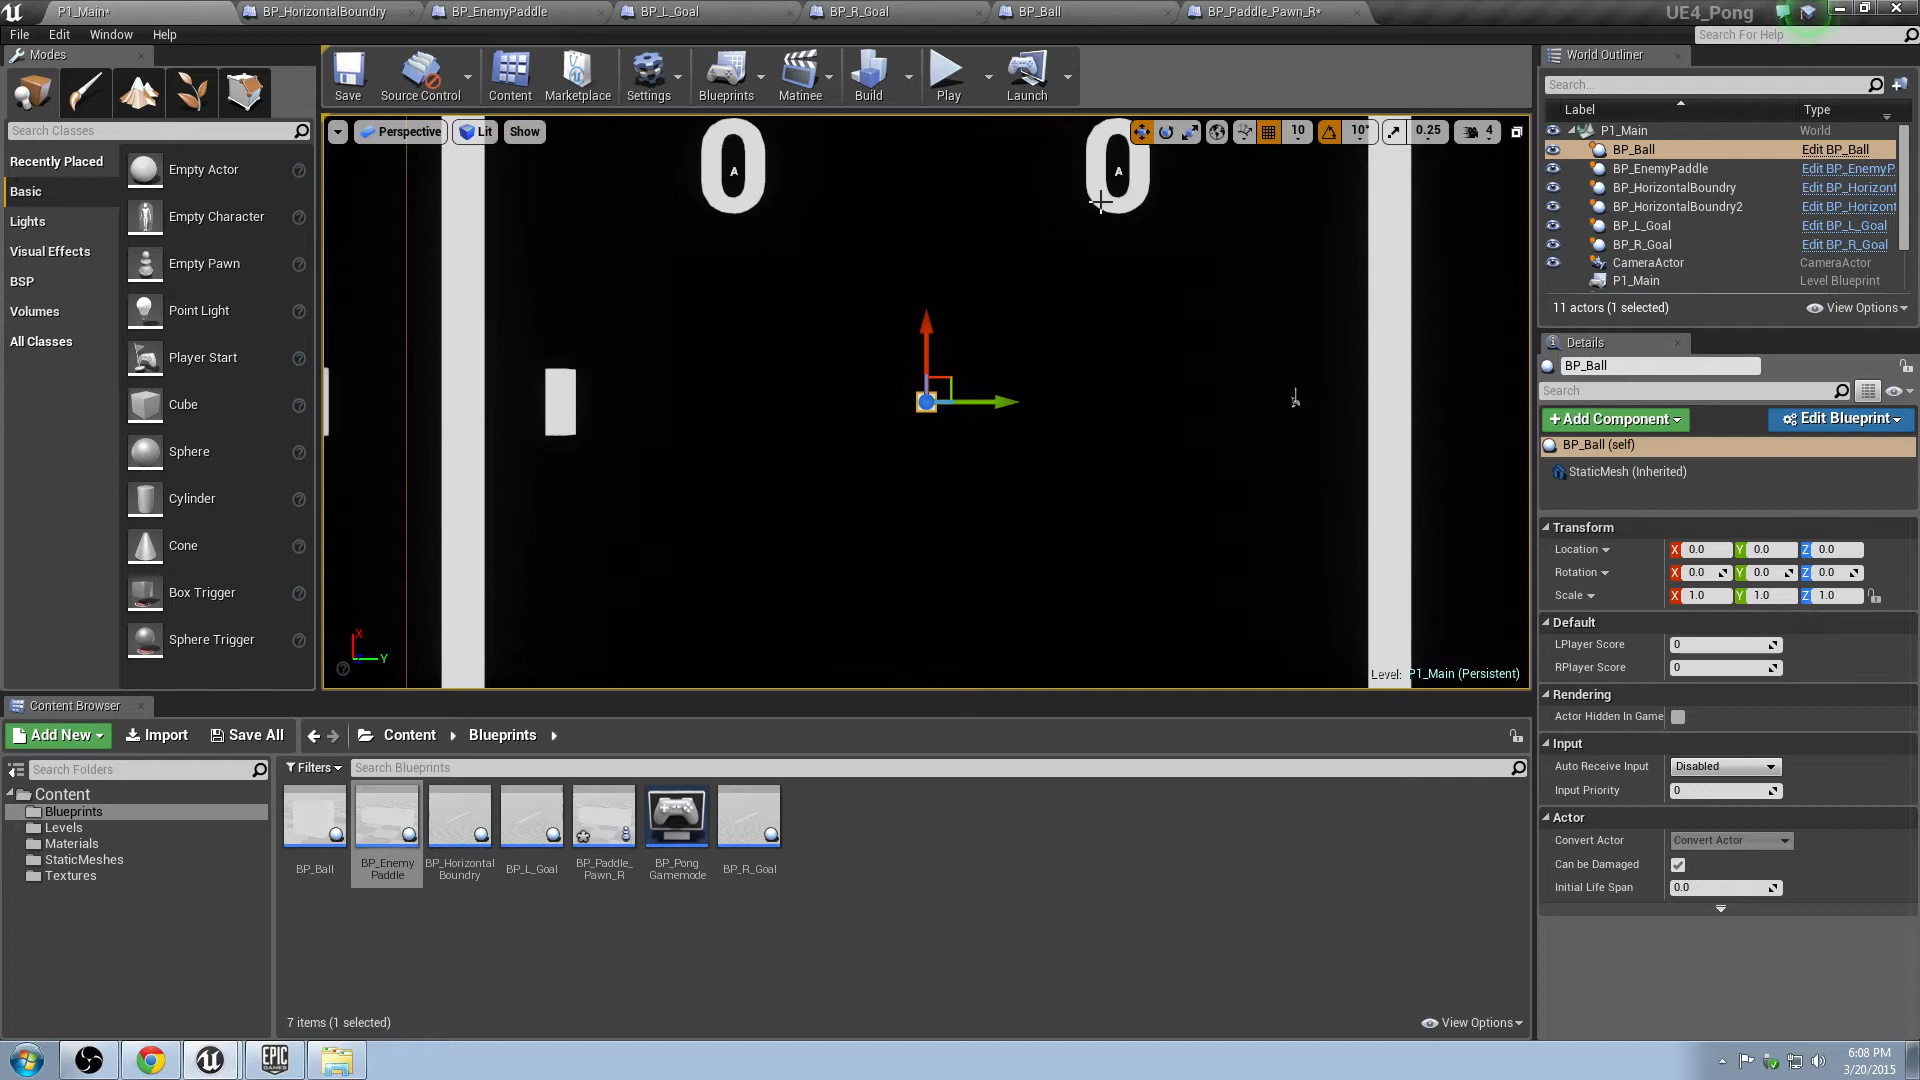 P1_Main*
BP_HorizontalBoundry
BP_EnemyPaddle
BP_L_Goal
BP_R_Goal
BP_Ball
BP_Paddle_Pawn_R*
UE4_Pong
File Edit Window Help
Search For Help
Modes
Search Classes
Recently Placed
Basic
Lights
Visual Effects
BSP
Volumes
All Classes
Empty Actor
Empty Character
Empty Pawn
Point Light
Player Start
Cube
Sphere
Cylinder
Cone
Box Trigger
Sphere Trigger
Save
Source Control
Content
Marketplace
Settings
Blueprints
Matinee
Build
Play
Launch
Perspective Lit Show
10 10° 0.25 4
0 0
A A
X
Y
Level: P1_Main (Persistent)
World Outliner
Search...
Label Type
P1_Main World
BP_Ball Edit BP_Ball
BP_EnemyPaddle Edit BP_EnemyP
BP_HorizontalBoundry Edit BP_Horizont
BP_HorizontalBoundry2 Edit BP_Horizont
BP_L_Goal Edit BP_L_Goal
BP_R_Goal Edit BP_R_Goal
CameraActor CameraActor
P1_Main Level Blueprint
11 actors (1 selected)
View Options
Details
BP_Ball
Search
+Add Component
Edit Blueprint
BP_Ball (self)
StaticMesh (Inherited)
Transform
Location X 0.0 Y 0.0 Z 0.0
Rotation X 0.0 Y 0.0 Z 0.0
Scale X 1.0 Y 1.0 Z 1.0
Default
LPlayer Score 0
RPlayer Score 0
Rendering
Actor Hidden In Game
Input
Auto Receive Input Disabled
Input Priority 0
Actor
Convert Actor Convert Actor
Can be Damaged
Initial Life Span 0.0
Content Browser
Add New Import Save All
Content Blueprints
Search Folders
Filters
Search Blueprints
Content
Blueprints
Levels
Materials
StaticMeshes
Textures
BP_Ball
BP_Enemy
Paddle
BP_Horizontal
Boundry
BP_L_Goal
BP_Paddle_
Pawn_R
BP_Pong
Gamemode
BP_R_Goal
7 items (1 selected)
View Options
EPIC
GAMES
6:08 PM
3/20/2015